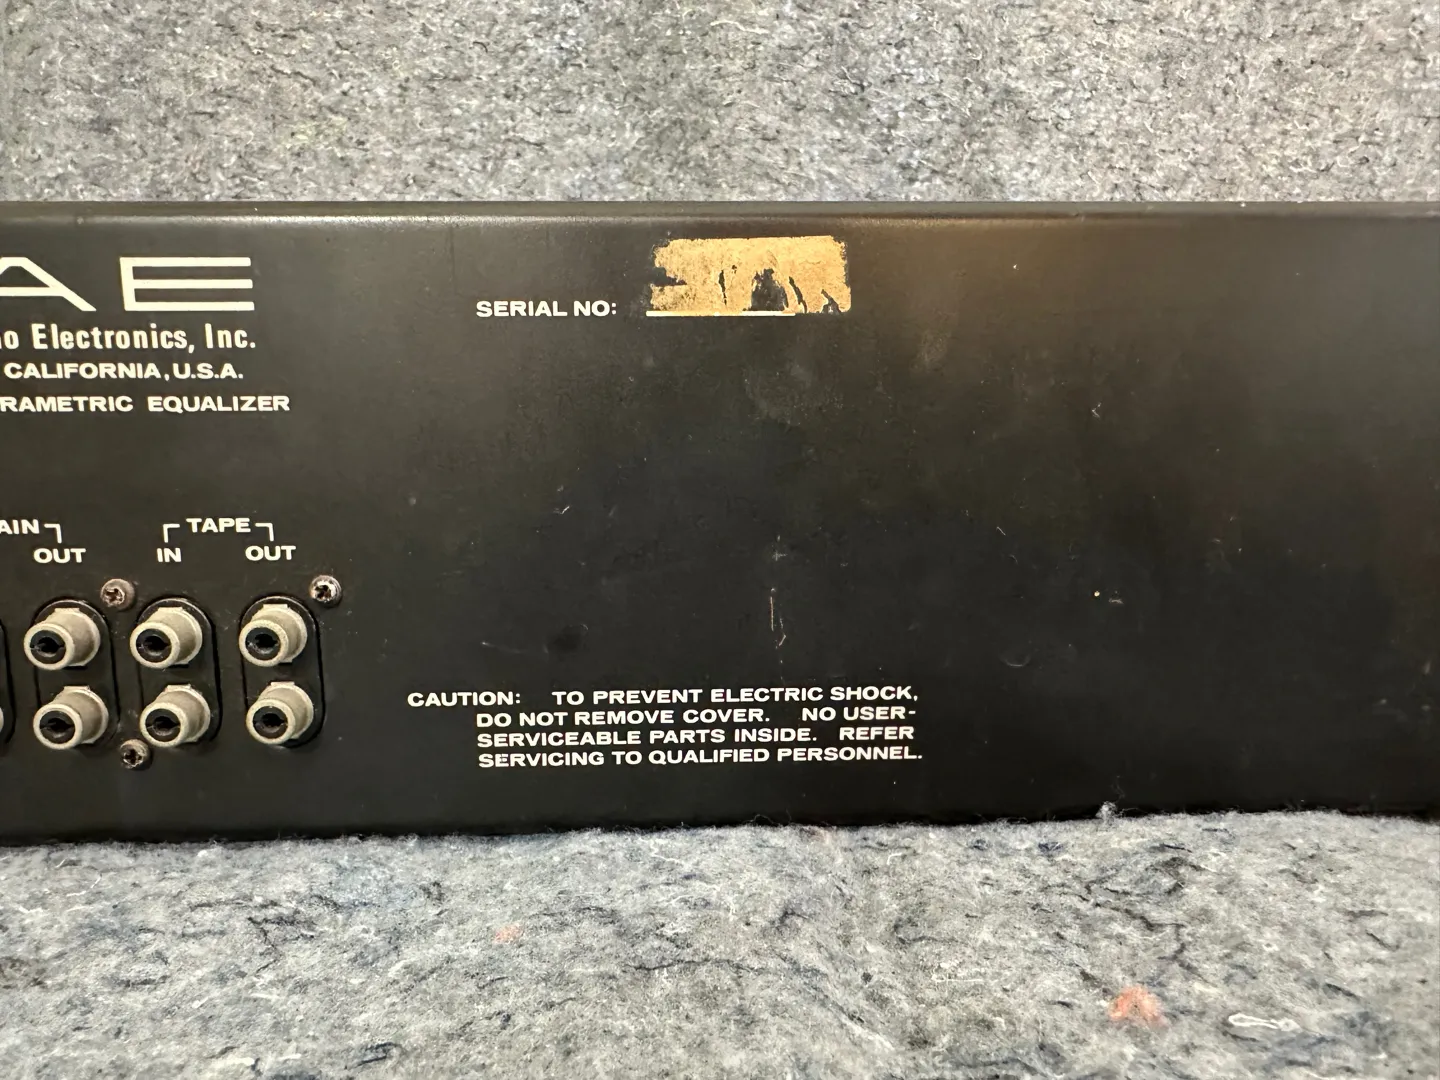 AE
SERIAL NO:
o Electronics, Inc.
CALIFORNIA, U.S.A.
RAMETRIC EQUALIZER
AIN
TAPE
OUT
IN
OUT
CAUTION: TO PREVENT ELECTRIC SHOCK,
DO NOT REMOVE COVER. NO USER-
SERVICEABLE PARTS INSIDE. REFER
SERVICING TO QUALIFIED PERSONNEL.